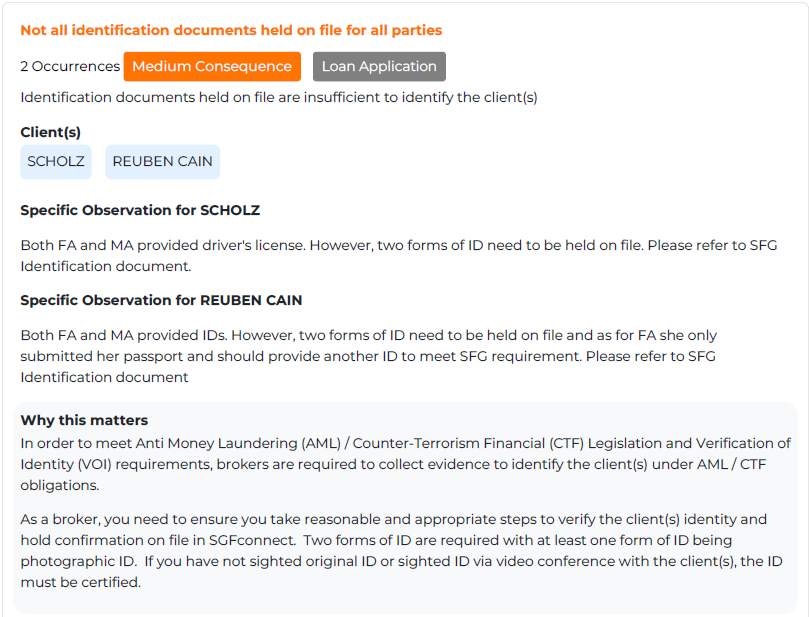 Not all identification documents held on file for all parties
2 Occurrences Medium Consequence Loan Application
Identification documents held on file are insufficient to identify the client(s)
Client(s)
SCHOLZ REUBEN CAIN
Specific Observation for SCHOLZ
Both FA and MA provided driver's license. However, two forms of ID need to be held on file. Please refer to SFG
Identification document.
Specific Observation for REUBEN CAIN
Both FA and MA provided IDs. However, two forms of ID need to be held on file and as for FA she only
submitted her passport and should provide another ID to meet SFG requirement. Please refer to SFG
Identification document
Why this matters
In order to meet Anti Money Laundering (AML) / Counter-Terrorism Financial (CTF) Legislation and Verification of
Identity (VOI) requirements, brokers are required to collect evidence to identify the client(s) under AML / CTF
obligations.
As a broker, you need to ensure you take reasonable and appropriate steps to verify the client(s) identity and
hold confirmation on file in SGFconnect. Two forms of ID are required with at least one form of ID being
photographic ID. If you have not sighted original ID or sighted ID via video conference with the client(s), the ID
must be certified.